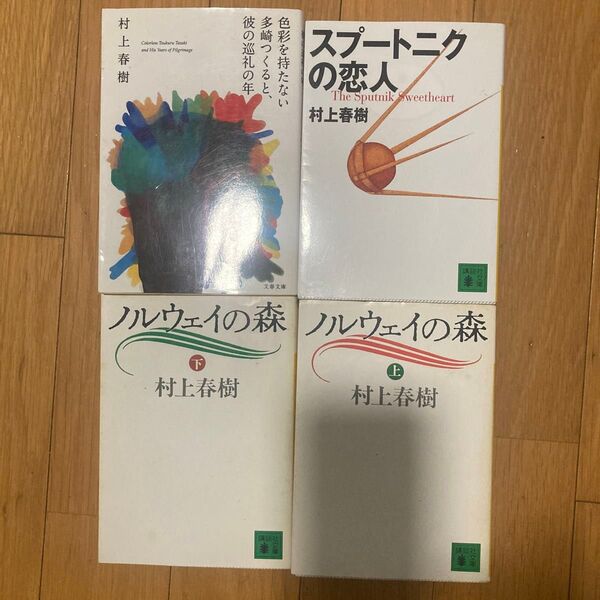 色彩を持たない
多崎つくると、
彼の巡礼の年
Colorless Tsukuru Tazaki
and His Years of Pilgrimage
村上春樹
文春文庫
スプートニク
の恋人
The Sputnik Sweetheart
村上春樹
講談社
文庫
ノルウェイの森
下
村上春樹
講談社
文庫
ノルウェイの森
上
村上春樹
講談社
文庫